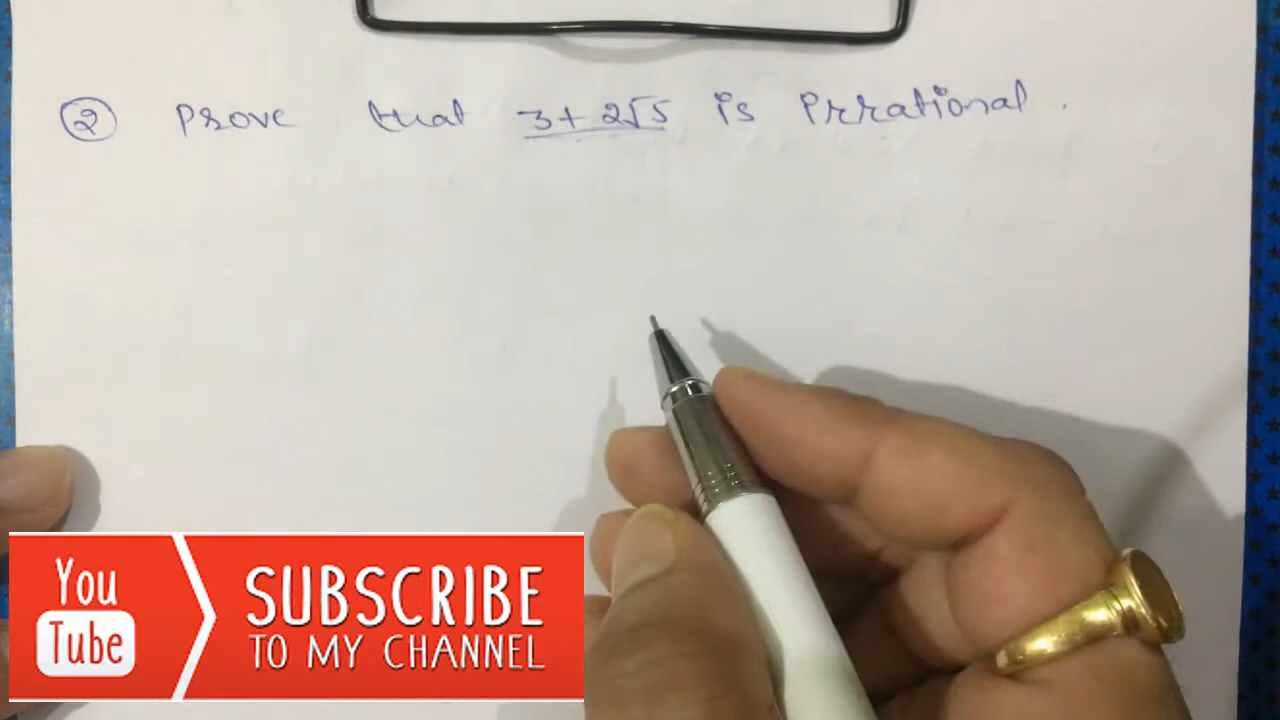 ② Prove that 3+2√5 is irrational.
You
Tube
SUBSCRIBE
TO MY CHANNEL